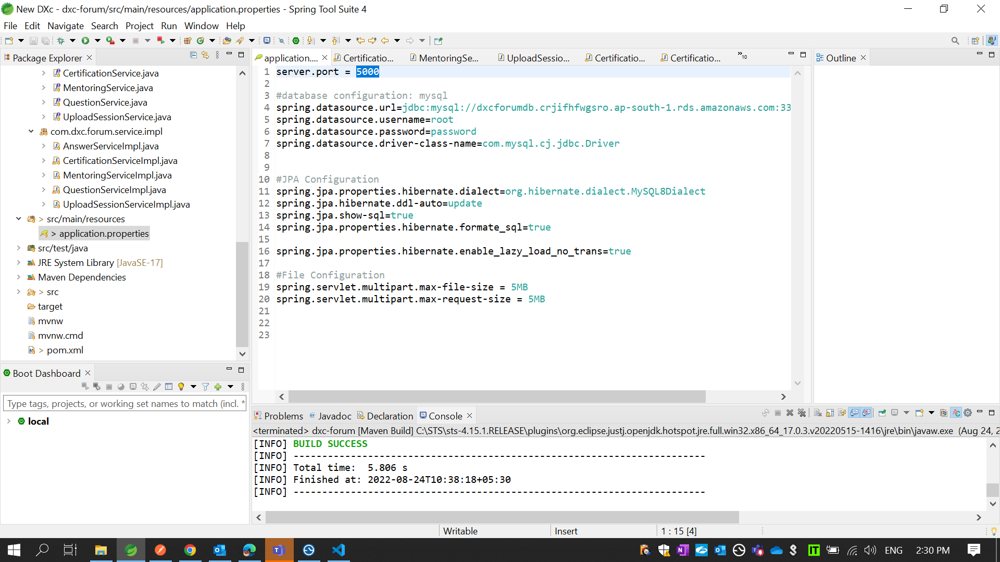 New DXc - dxc-forum/src/main/resources/application.properties - Spring Tool Suite 4
File Edit Navigate Search Project Run Window Help
Package Explorer
CertificationService.java
MentoringService.java
QuestionService.java
UploadSessionService.java
com.dxc.forum.service.impl
AnswerServiceImpl.java
CertificationServiceImpl.java
MentoringServiceImpl.java
QuestionServiceImpl.java
UploadSessionServiceImpl.java
> src/main/resources
> application.properties
src/test/java
JRE System Library [JavaSE-17]
Maven Dependencies
> src
target
mvnw
mvnw.cmd
> pom.xml
Boot Dashboard
Type tags, projects, or working set names to match (incl. *
local
application.... Certificatio... MentoringSe... UploadSessio... Certificatio... Certificatio... »10
1 server.port = 5000
2
3 #database configuration: mysql
4 spring.datasource.url=jdbc:mysql://dxcforumdb.crjifhfwgsro.ap-south-1.rds.amazonaws.com:33
5 spring.datasource.username=root
6 spring.datasource.password=password
7 spring.datasource.driver-class-name=com.mysql.cj.jdbc.Driver
8
9
10 #JPA Configuration
11 spring.jpa.properties.hibernate.dialect=org.hibernate.dialect.MySQL8Dialect
12 spring.jpa.hibernate.ddl-auto=update
13 spring.jpa.show-sql=true
14 spring.jpa.properties.hibernate.formate_sql=true
15
16 spring.jpa.properties.hibernate.enable_lazy_load_no_trans=true
17
18 #File Configuration
19 spring.servlet.multipart.max-file-size = 5MB
20 spring.servlet.multipart.max-request-size = 5MB
21
22
23
Outline
Problems @ Javadoc Declaration Console
<terminated> dxc-forum [Maven Build] C:\STS\sts-4.15.1.RELEASE\plugins\org.eclipse.justj.openjdk.hotspot.jre.full.win32.x86_64_17.0.3.v20220515-1416\jre\bin\javaw.exe (Aug 24, 2
[INFO] BUILD SUCCESS
[INFO] ------------------------------------------------------------------------
[INFO] Total time:  5.806 s
[INFO] Finished at: 2022-08-24T10:38:18+05:30
[INFO] ------------------------------------------------------------------------
Writable Insert 1 : 15 [4]
ENG 2:30 PM